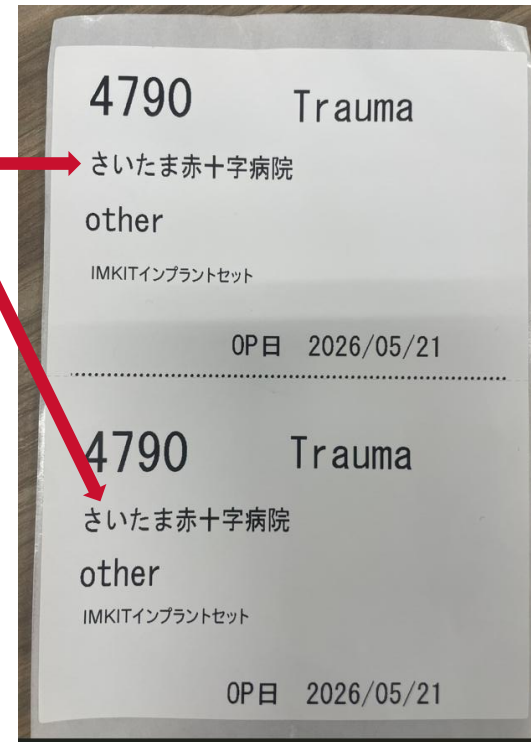 4790 Trauma
さいたま赤十字病院
other
IMKITインプラントセット
OP日 2026/05/21
4790 Trauma
さいたま赤十字病院
other
IMKITインプラントセット
OP日 2026/05/21